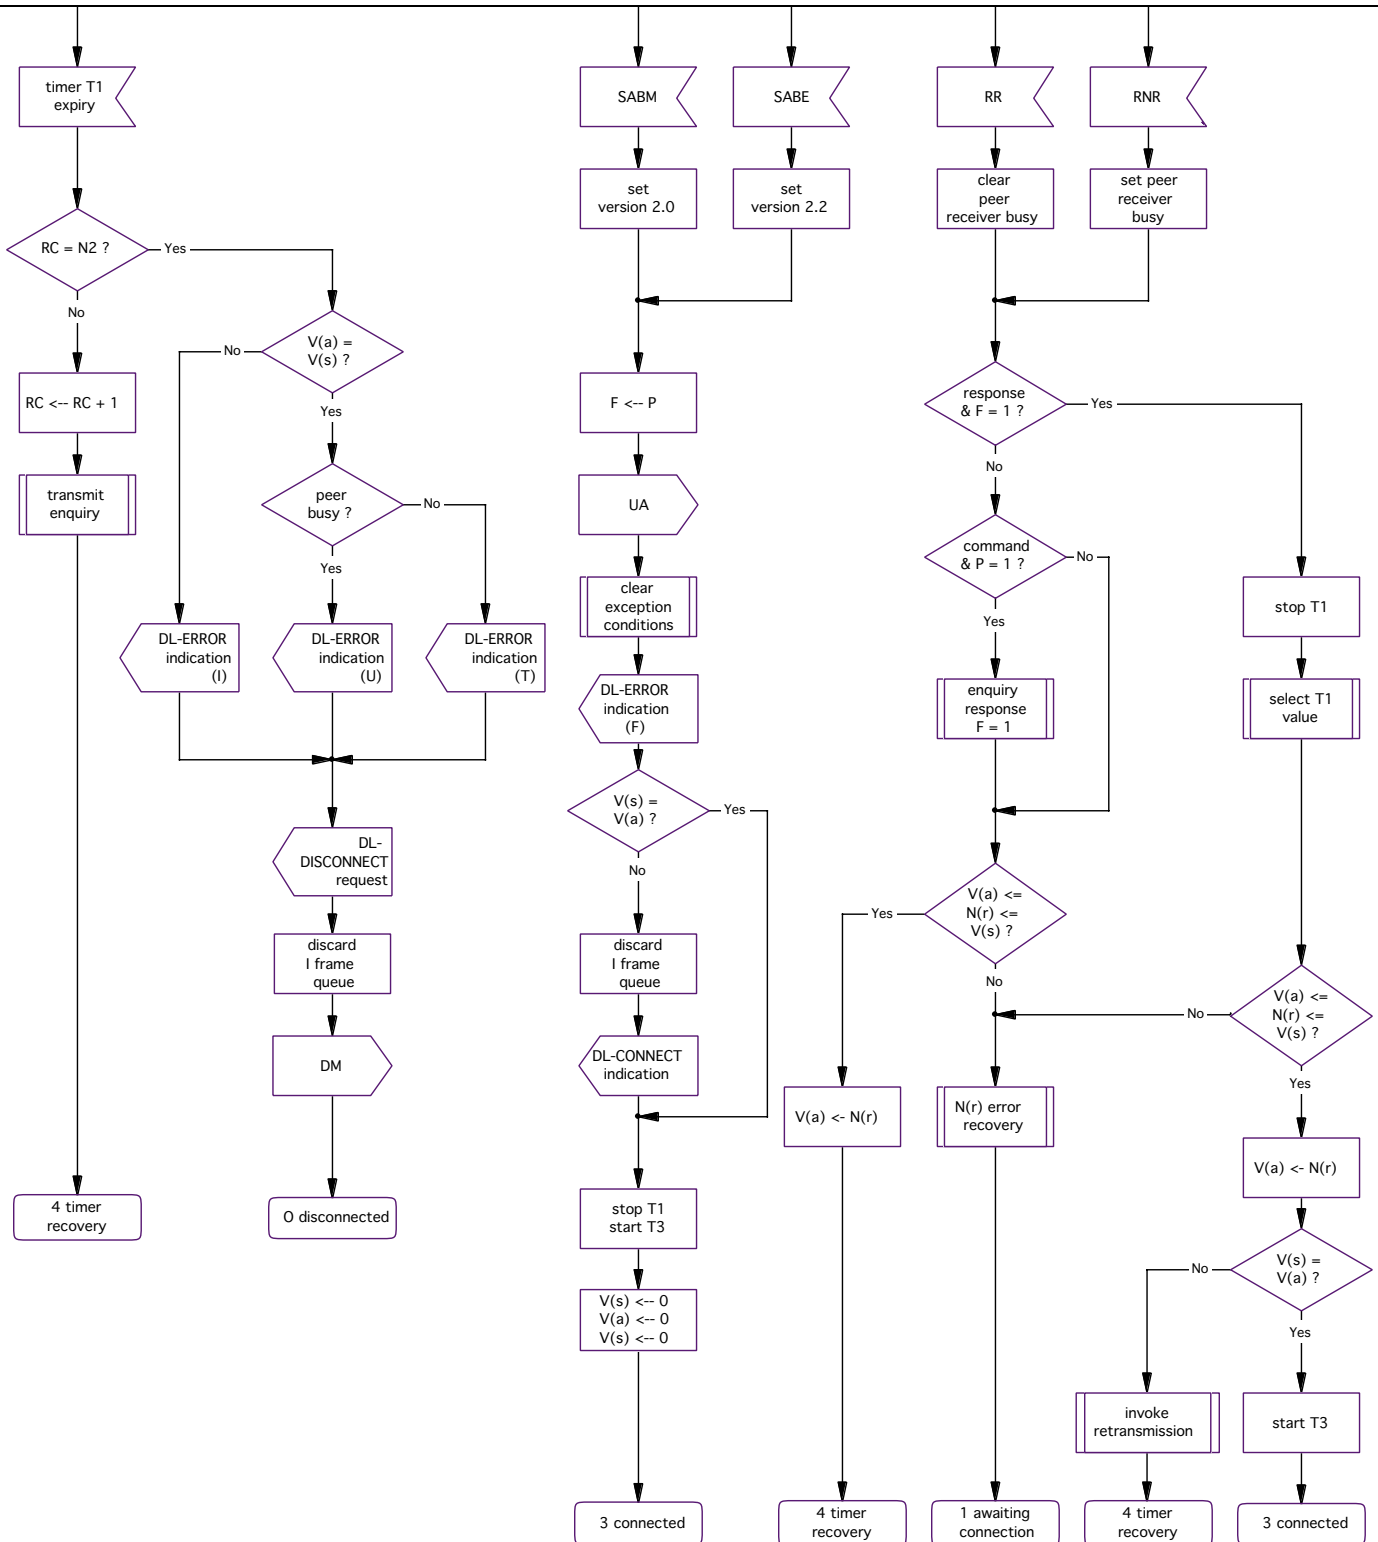 timer T1
expiry
RC = N2 ?
Yes
No
RC <-- RC + 1
transmit
enquiry
4 timer
recovery
V(a) =
V(s) ?
No
Yes
peer
busy ?
No
Yes
DL-ERROR
indication
(I)
DL-ERROR
indication
(U)
DL-ERROR
indication
(T)
DL-
DISCONNECT
request
discard
I frame
queue
DM
0 disconnected
SABM
SABE
set
version 2.0
set
version 2.2
F <-- P
UA
clear
exception
conditions
DL-ERROR
indication
(F)
V(s) =
V(a) ?
Yes
No
discard
I frame
queue
DL-CONNECT
indication
stop T1
start T3
V(s) <-- 0
V(a) <-- 0
V(s) <-- 0
3 connected
RR
RNR
clear
peer
receiver busy
set peer
receiver
busy
response
& F = 1 ?
Yes
No
command
& P = 1 ?
No
Yes
enquiry
response
F = 1
V(a) <=
N(r) <=
V(s) ?
Yes
No
V(a) <- N(r)
4 timer
recovery
N(r) error
recovery
1 awaiting
connection
stop T1
select T1
value
V(a) <=
N(r) <=
V(s) ?
No
Yes
V(a) <- N(r)
V(s) =
V(a) ?
No
Yes
invoke
retransmission
4 timer
recovery
start T3
3 connected